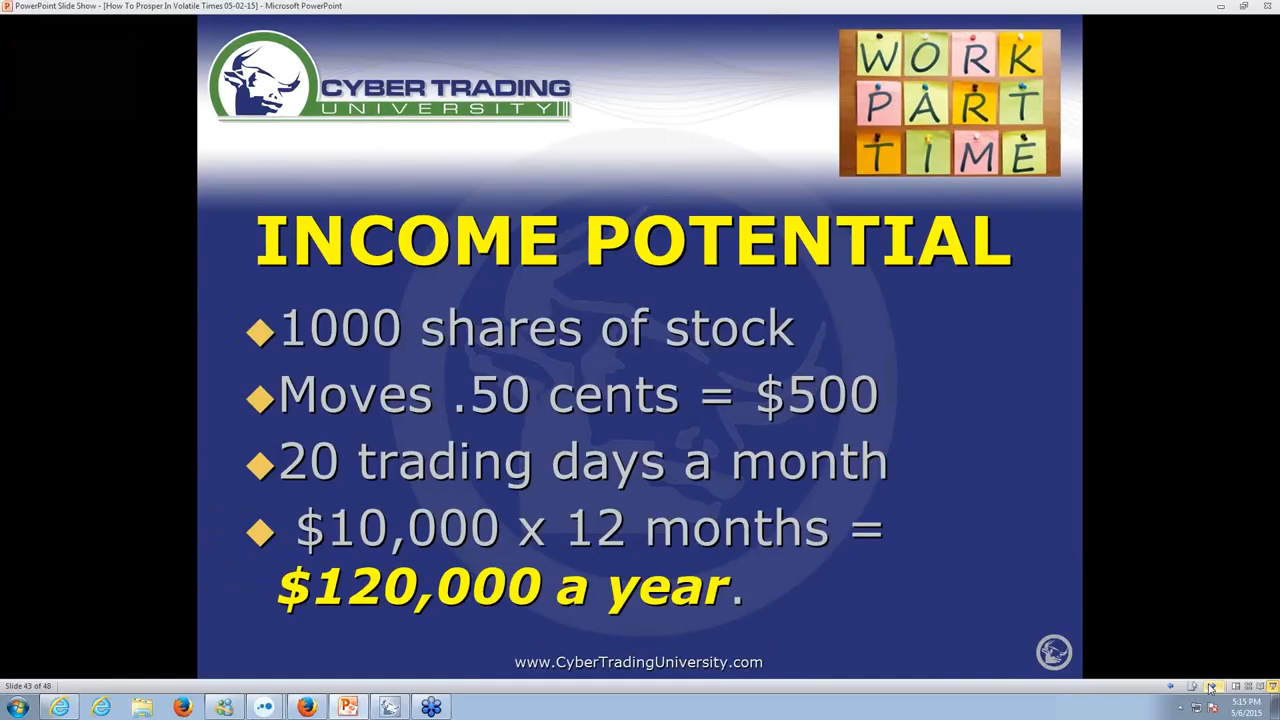 PowerPoint Slide Show - [How To Prosper In Volatile Times 05-02-15] - Microsoft PowerPoint
CYBER TRADING
UNIVERSITY
WORK
PART
TIME
INCOME POTENTIAL
1000 shares of stock
Moves .50 cents = $500
20 trading days a month
$10,000 x 12 months =
$120,000 a year.
www.CyberTradingUniversity.com
Slide 43 of 48
5:15 PM
5/6/2015